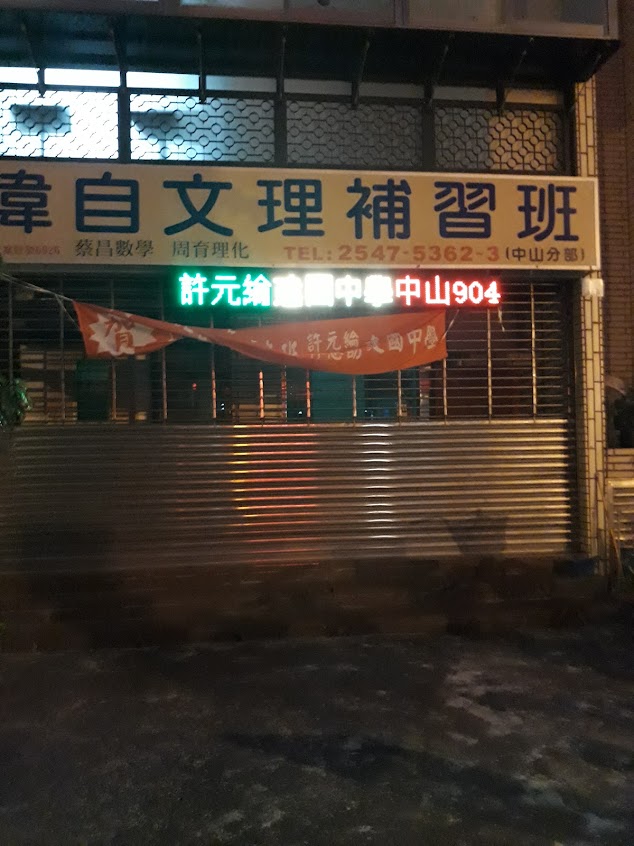 韋自文理補習班
蔡昌數學 周育理化 TEL: 2547-5362-3 (中山分部)
許元綸建國中學中山904
賀 許元綸 建國中學